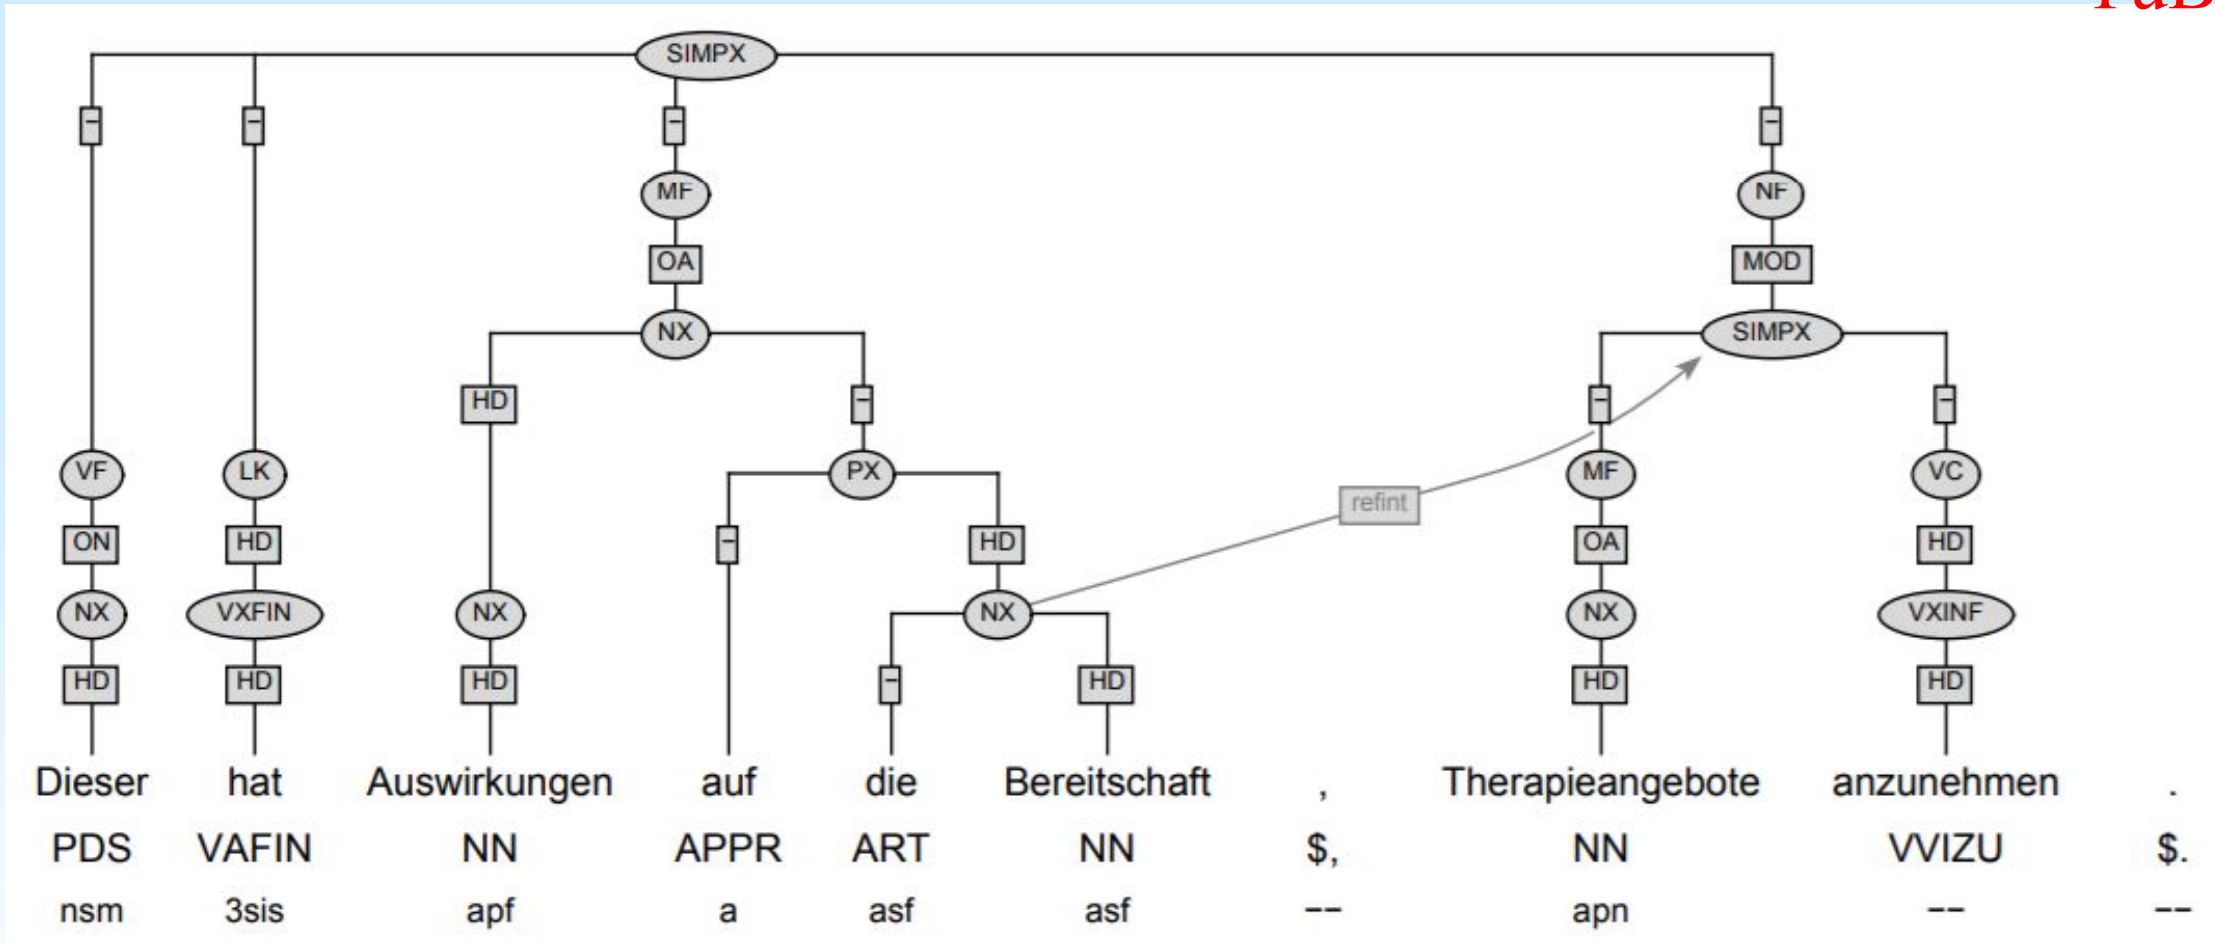 SIMPX
– – – –
MF NF
OA MOD
NX SIMPX
HD – – –
VF LK PX MF VC
refint
ON HD – HD OA HD
NX VXFIN NX NX NX VXINF
HD HD HD – HD HD HD
Dieser hat Auswirkungen auf die Bereitschaft , Therapieangebote anzunehmen .
PDS VAFIN NN APPR ART NN $, NN VVIZU $.
nsm 3sis apf a asf asf –– apn –– ––